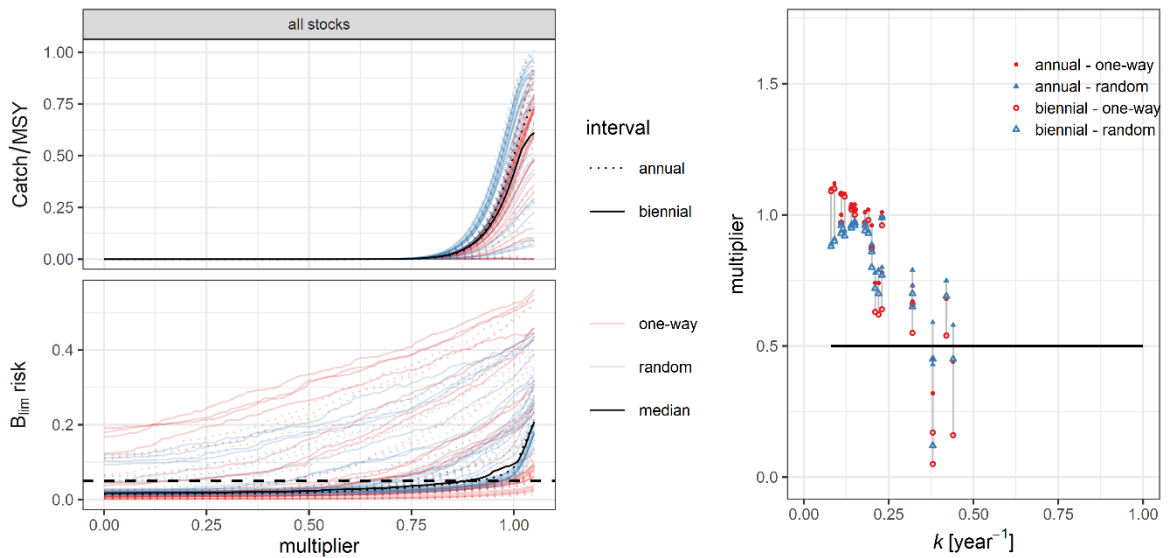 all stocks
1.00
0.75
0.50
0.25
0.00
Catch/MSY
0.4
0.2
0.0
Blim risk
0.00
0.25
0.50
0.75
1.00
multiplier
interval
annual
biennial
one-way
random
median
annual - one-way
annual - random
biennial - one-way
biennial - random
1.5
1.0
0.5
0.0
multiplier
0.00
0.25
0.50
0.75
1.00
k [year⁻¹]